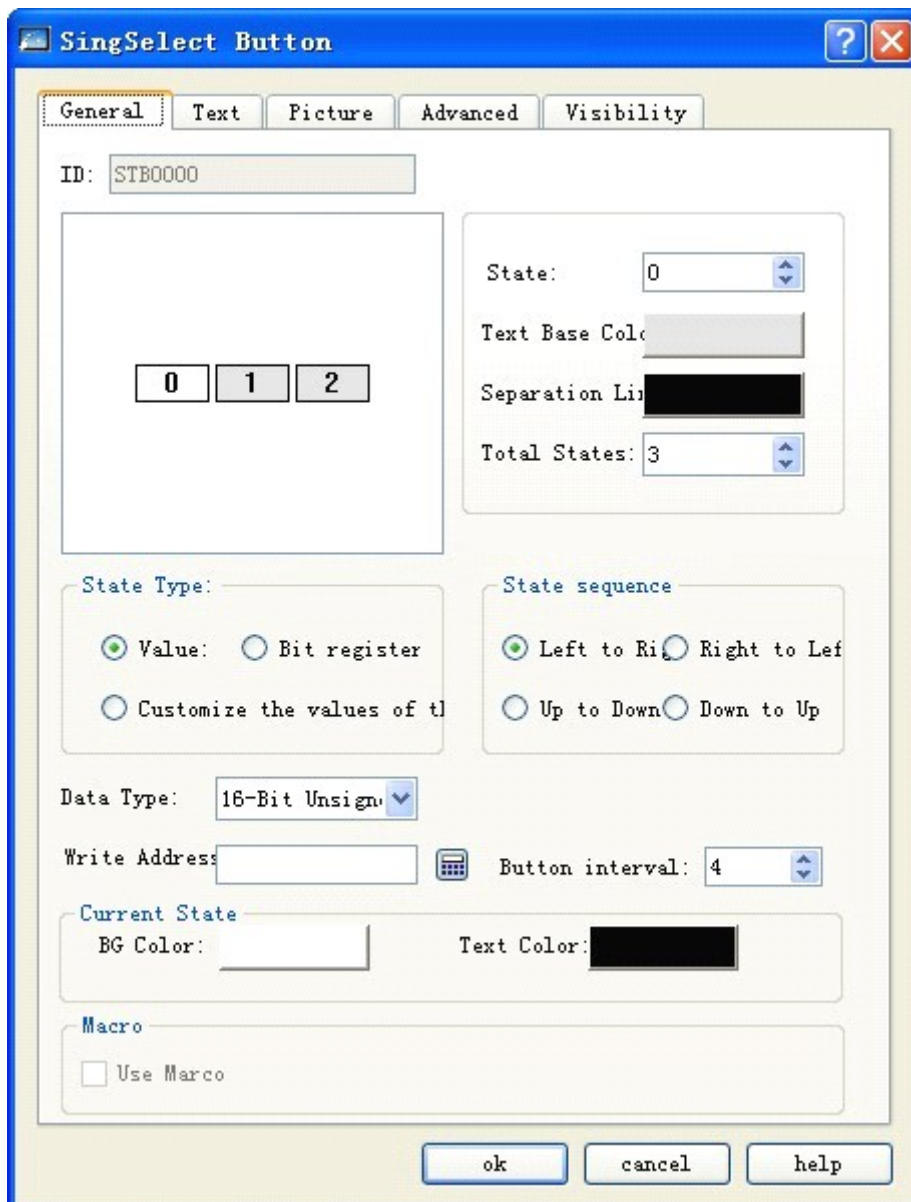 SingSelect Button
General Text Picture Advanced Visibility
ID: STB0000
State: 0
Text Base Colo
0 1 2
Separation Li
Total States: 3
State Type:
State sequence
Value: Bit register
Left to Ri Right to Lef
Customize the values of th
Up to Down Down to Up
Data Type: 16-Bit Unsign
Write Address
Button interval: 4
Current State
BG Color: Text Color:
Macro
Use Marco
ok cancel help